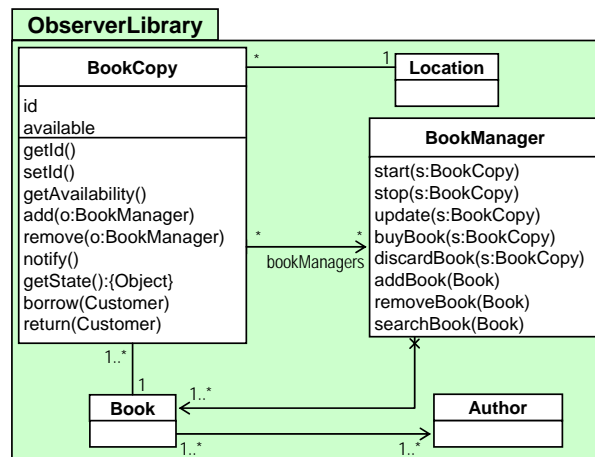 ObserverLibrary
BookCopy
id
available
getId()
setId()
getAvailability()
add(o:BookManager)
remove(o:BookManager)
notify()
getState():{Object}
borrow(Customer)
return(Customer)
*
1
Location
BookManager
start(s:BookCopy)
stop(s:BookCopy)
update(s:BookCopy)
buyBook(s:BookCopy)
discardBook(s:BookCopy)
addBook(Book)
removeBook(Book)
searchBook(Book)
*
*
bookManagers
1..*
1
1..*
Book
Author
1..*
1..*